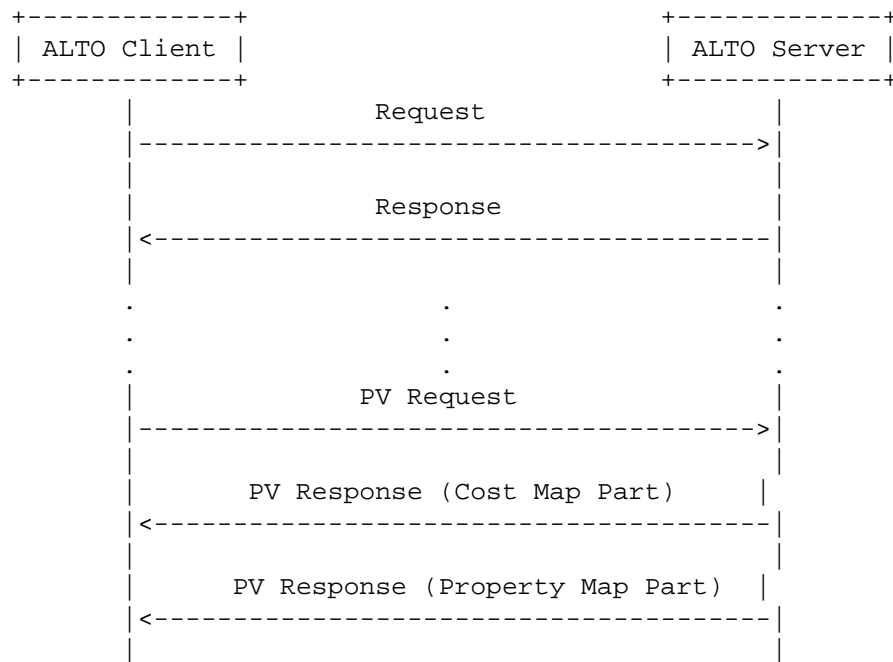 ALTO Client ALTO Server
Request
Response
PV Request
PV Response (Cost Map Part)
PV Response (Property Map Part)